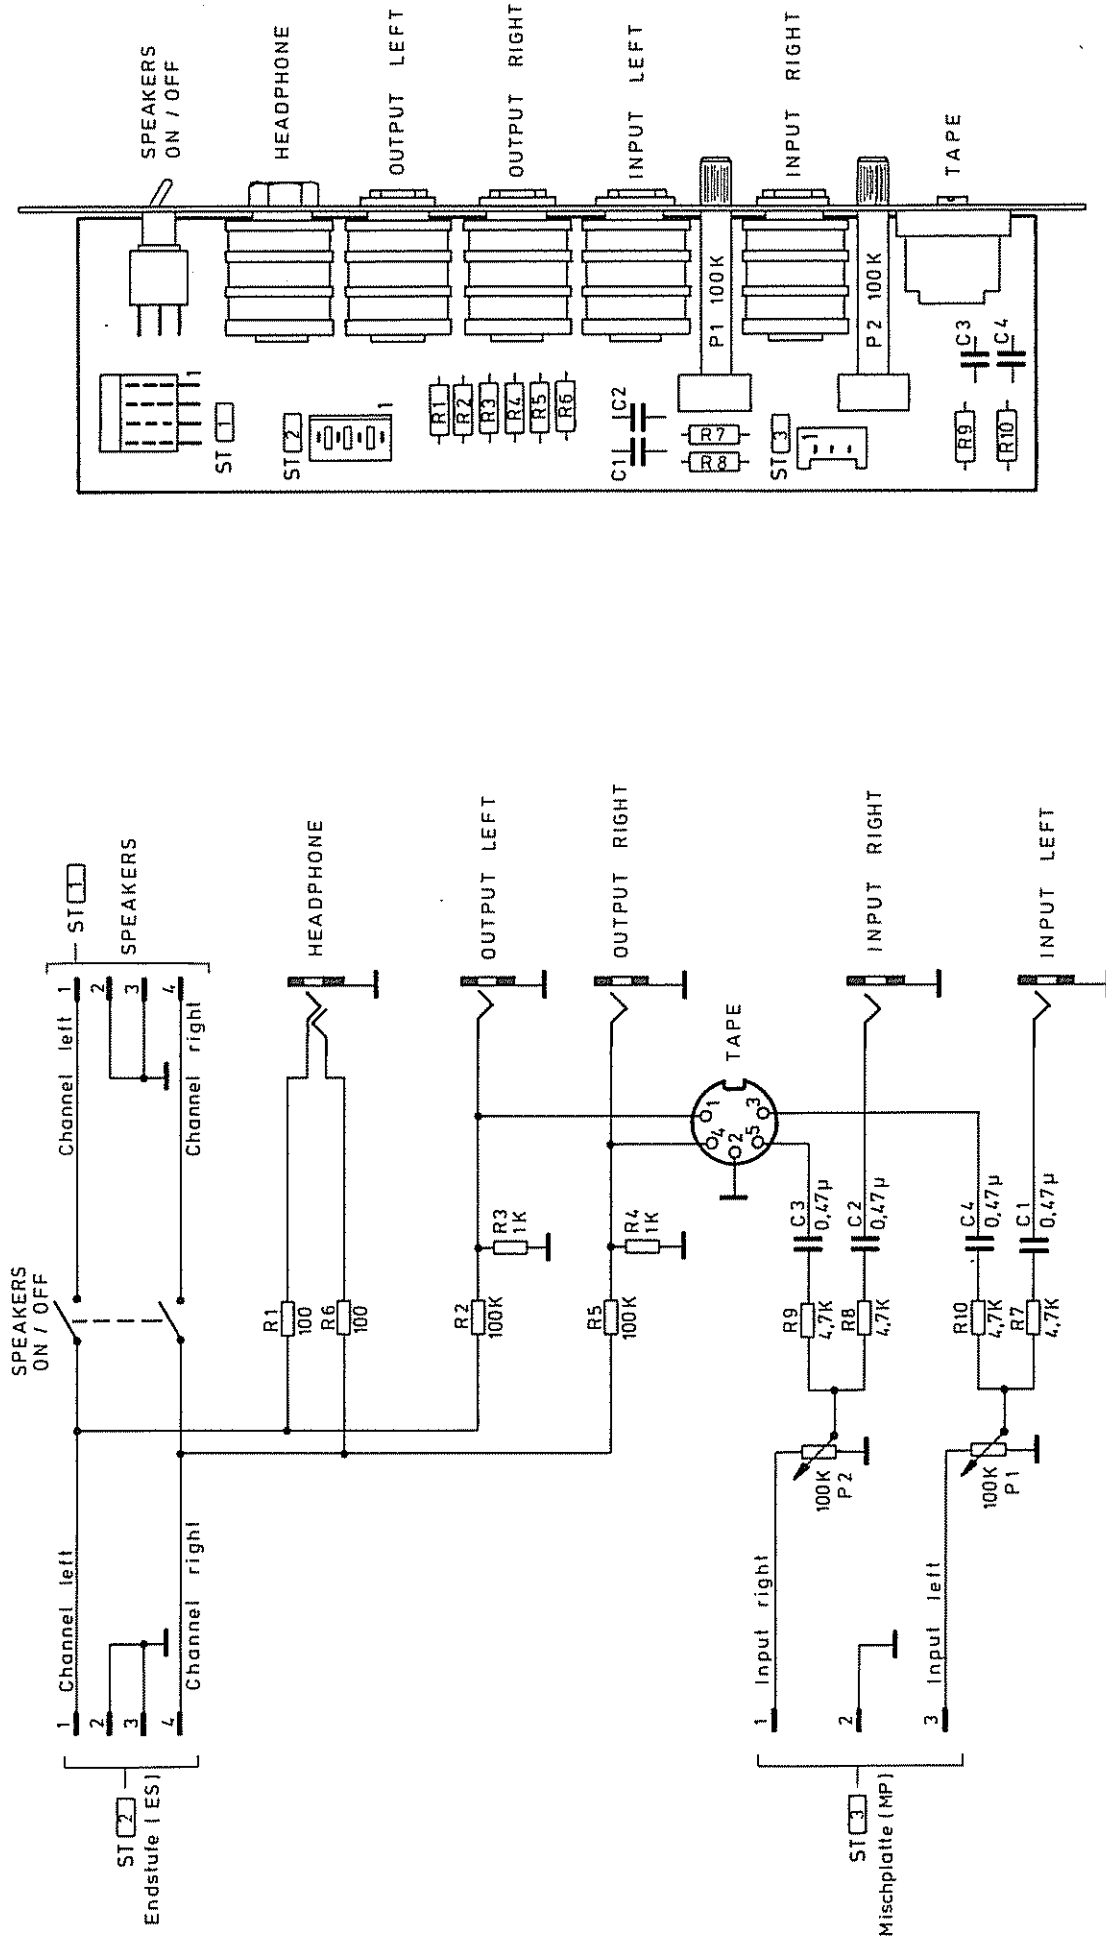 SPEAKERS
ON / OFF
HEADPHONE
OUTPUT LEFT
OUTPUT RIGHT
INPUT LEFT
INPUT RIGHT
TAPE
P1 100K
P2 100K
1
ST 1
ST 2
1
R1
R2
R3
R4
R5
R6
C1
C2
R7
R8
ST 3
1
C3
C4
R9
R10
SPEAKERS
ON / OFF
ST 1
SPEAKERS
1
2
3
4
Channel left
Channel right
HEADPHONE
OUTPUT LEFT
OUTPUT RIGHT
TAPE
INPUT RIGHT
INPUT LEFT
R1
100
R6
100
R2
100K
R3
1K
R5
100K
R4
1K
1
4
2
5
3
R9
4,7K
C3
0,47µ
R8
4,7K
C2
0,47µ
R10
4,7K
C4
0,47µ
R7
4,7K
C1
0,47µ
100K
P2
100K
P1
Channel left
Channel right
1
2
3
4
ST 2
Endstufe (ES)
Input right
Input left
1
2
3
ST 3
Mischplatte (MP)